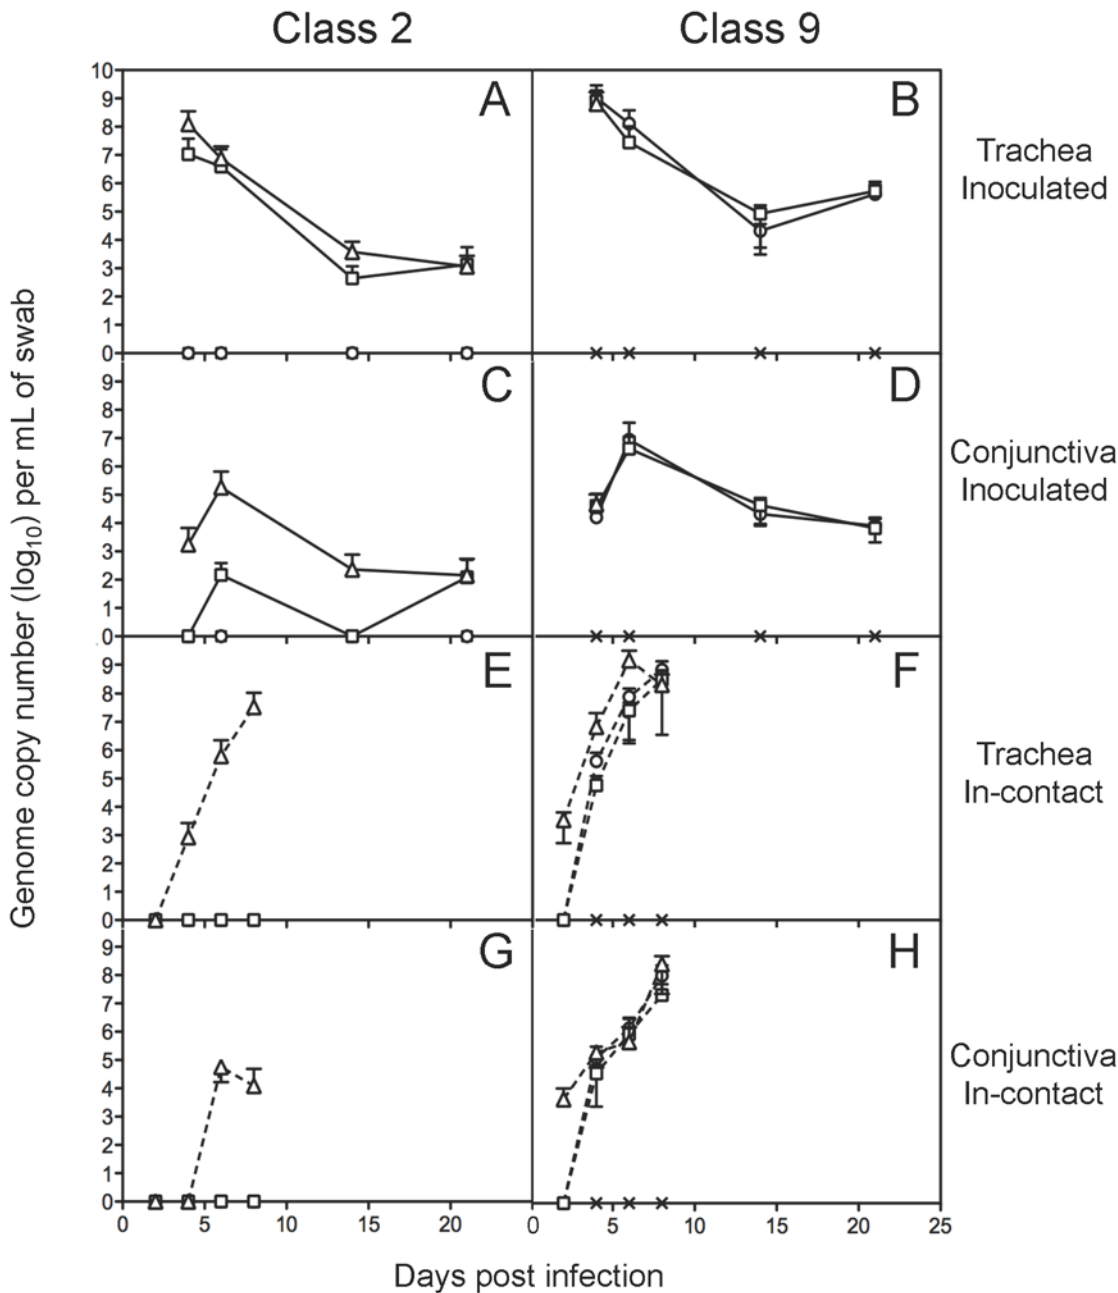 Class 2 Class 9
10
9 A B
8
7 Trachea
6 Inoculated
5
4
3
2
1
0
9 C D
8
7 Conjunctiva
6 Inoculated
5
4
3
2
1
0
9 E F
8
7
6 Trachea
5 In-contact
4
3
2
1
0
9 G H
8
7
6
5 Conjunctiva
4 In-contact
3
2
1
0
0 5 10 15 20 0 5 10 15 20 25
Genome copy number (log10) per mL of swab
Days post infection